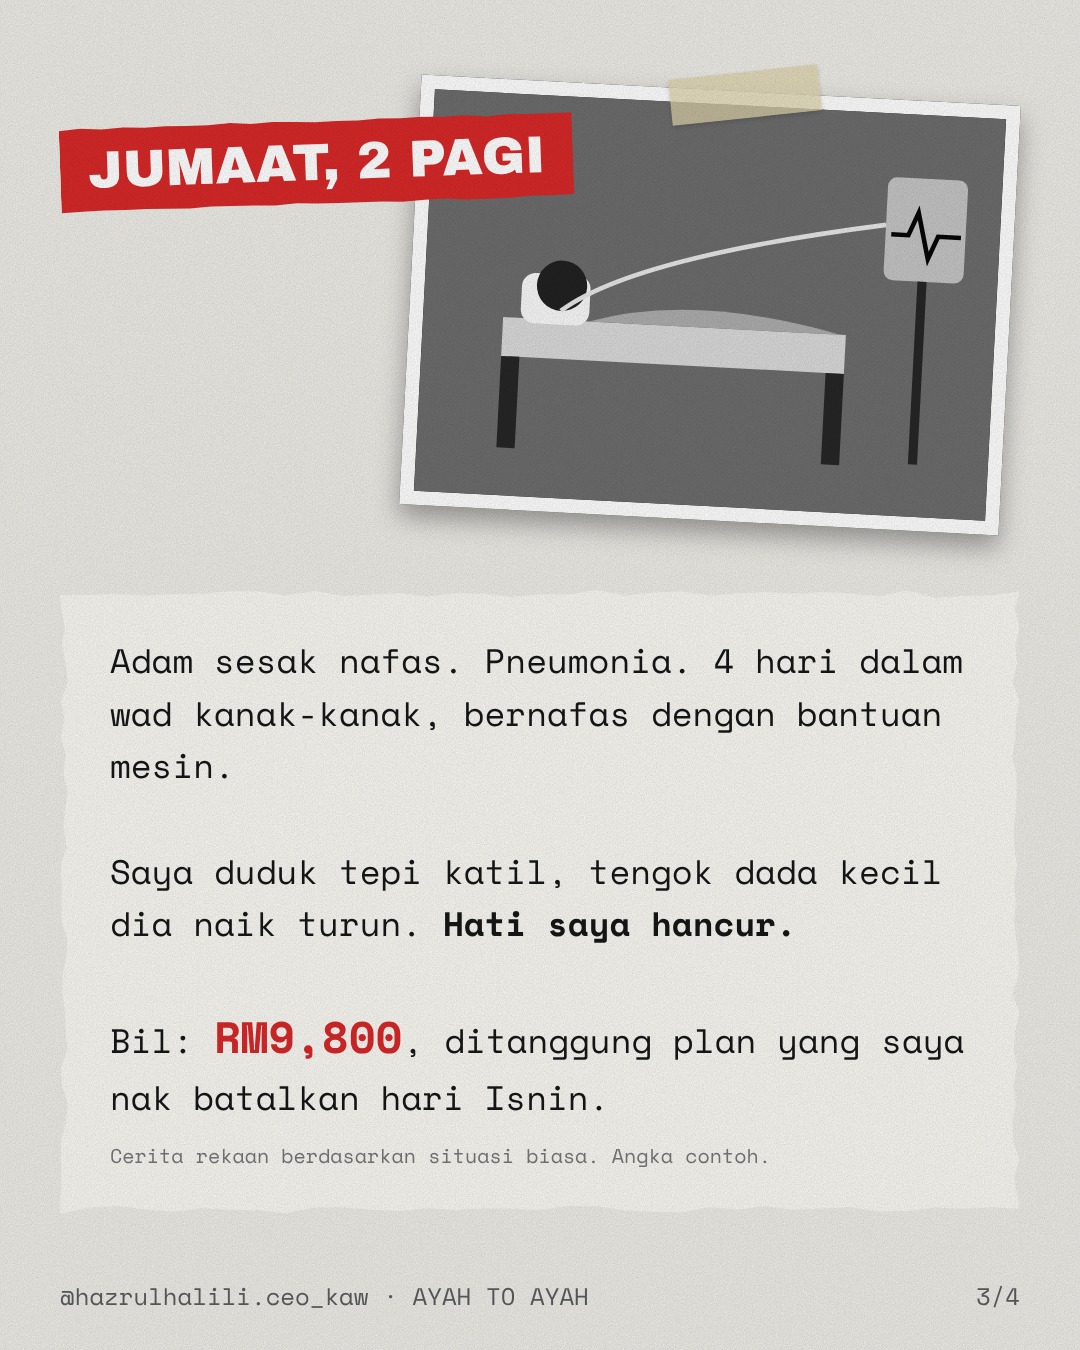 JUMAAT, 2 PAGI
Adam sesak nafas. Pneumonia. 4 hari dalam
wad kanak-kanak, bernafas dengan bantuan
mesin.
Saya duduk tepi katil, tengok dada kecil
dia naik turun. Hati saya hancur.
Bil: RM9,800, ditanggung plan yang saya
nak batalkan hari Isnin.
Cerita rekaan berdasarkan situasi biasa. Angka contoh.
@hazrulhalili.ceo_kaw · AYAH TO AYAH
3/4